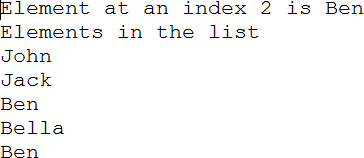 Element at an index 2 is Ben
Elements in the list
John
Jack
Ben
Bella
Ben